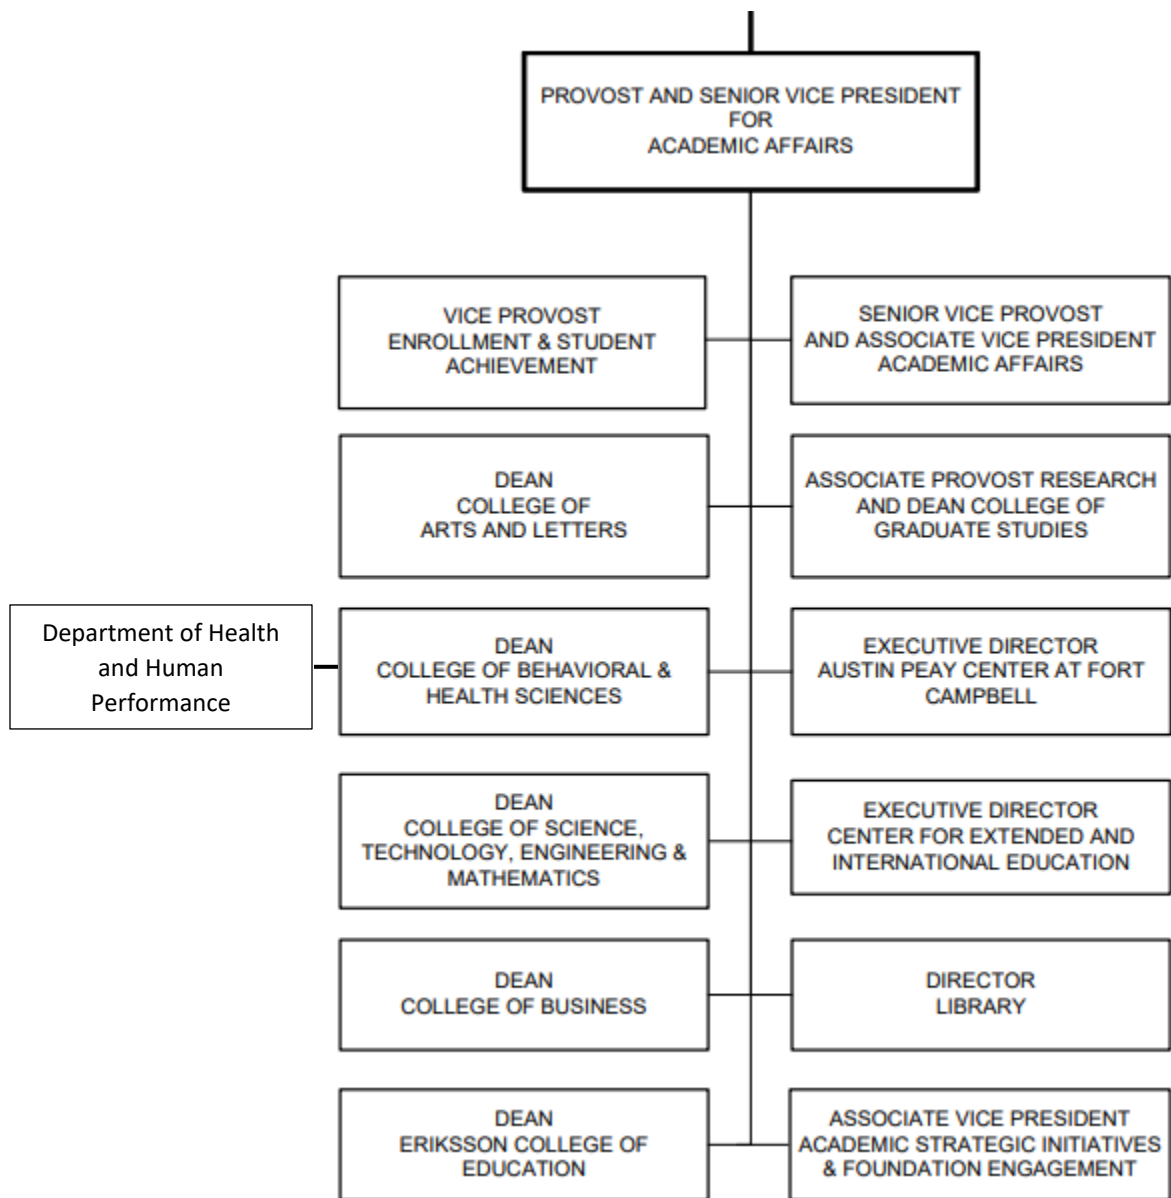 PROVOST AND SENIOR VICE PRESIDENT
FOR
ACADEMIC AFFAIRS
VICE PROVOST
ENROLLMENT & STUDENT
ACHIEVEMENT
SENIOR VICE PROVOST
AND ASSOCIATE VICE PRESIDENT
ACADEMIC AFFAIRS
DEAN
COLLEGE OF
ARTS AND LETTERS
ASSOCIATE PROVOST RESEARCH
AND DEAN COLLEGE OF
GRADUATE STUDIES
Department of Health
and Human
Performance
DEAN
COLLEGE OF BEHAVIORAL &
HEALTH SCIENCES
EXECUTIVE DIRECTOR
AUSTIN PEAY CENTER AT FORT
CAMPBELL
DEAN
COLLEGE OF SCIENCE,
TECHNOLOGY, ENGINEERING &
MATHEMATICS
EXECUTIVE DIRECTOR
CENTER FOR EXTENDED AND
INTERNATIONAL EDUCATION
DEAN
COLLEGE OF BUSINESS
DIRECTOR
LIBRARY
DEAN
ERIKSSON COLLEGE OF
EDUCATION
ASSOCIATE VICE PRESIDENT
ACADEMIC STRATEGIC INITIATIVES
& FOUNDATION ENGAGEMENT